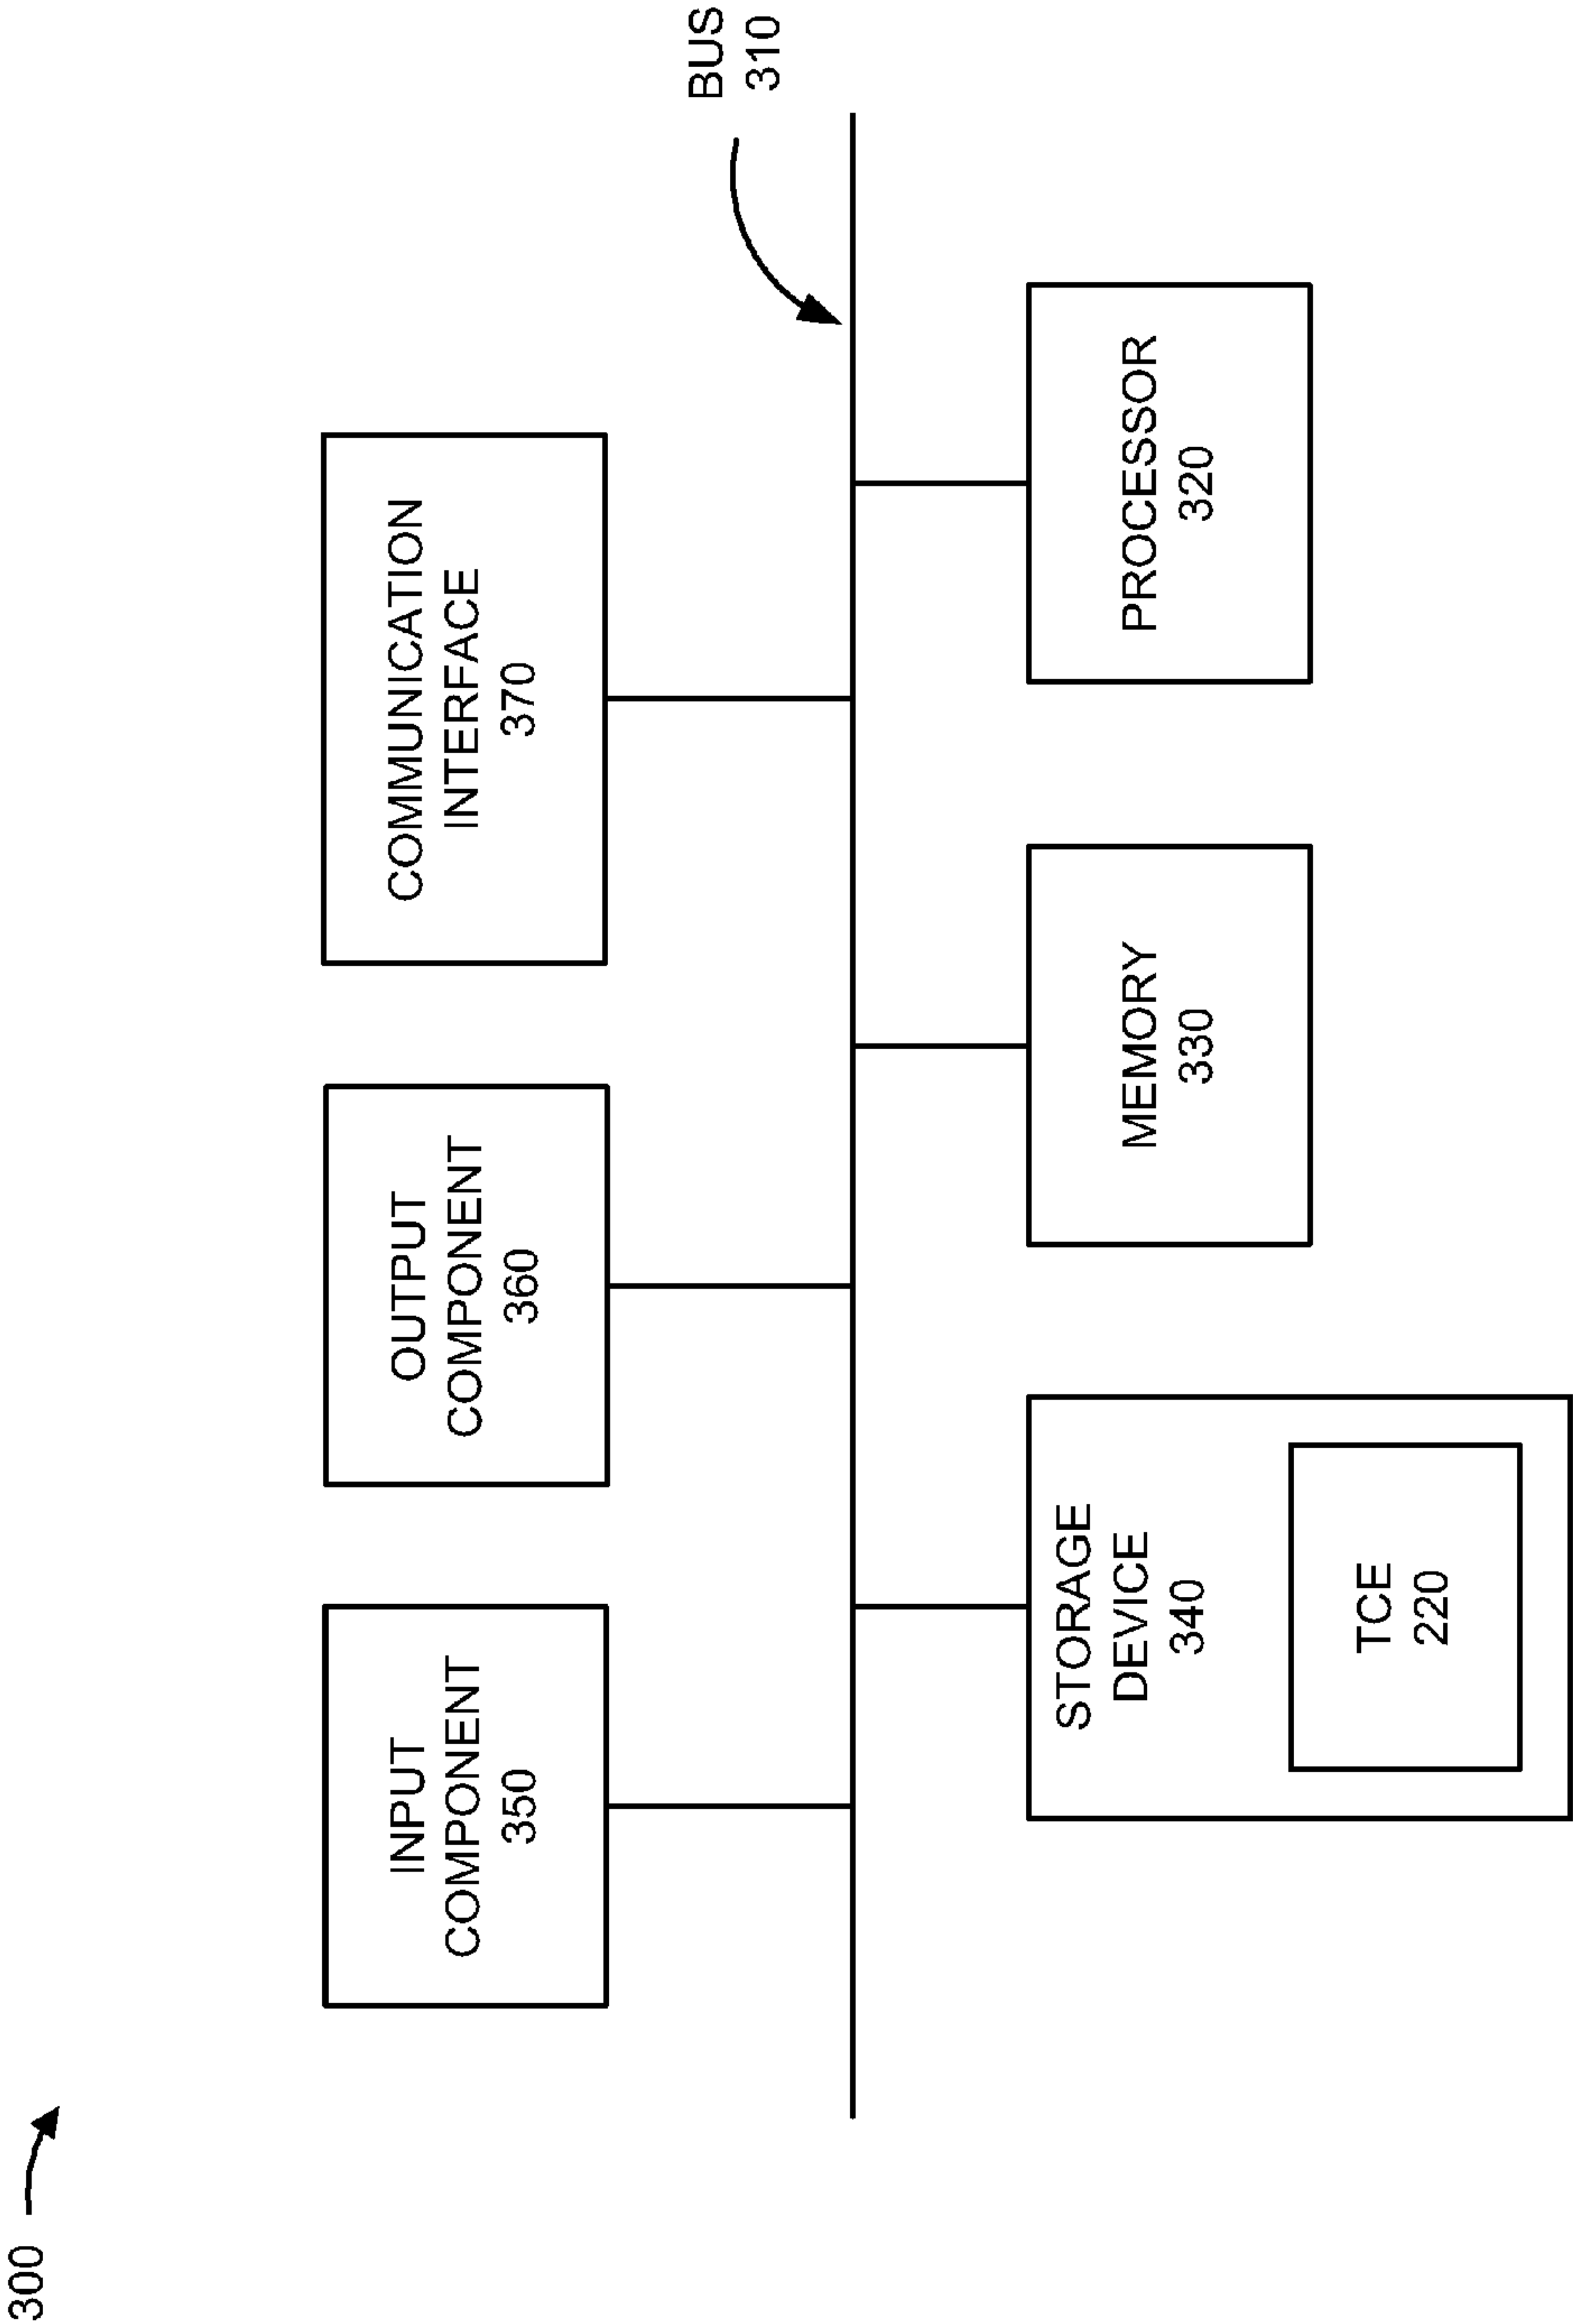 300
INPUT
COMPONENT
350
OUTPUT
COMPONENT
360
COMMUNICATION
INTERFACE
370
BUS
310
STORAGE
DEVICE
340
TCE
220
MEMORY
330
PROCESSOR
320